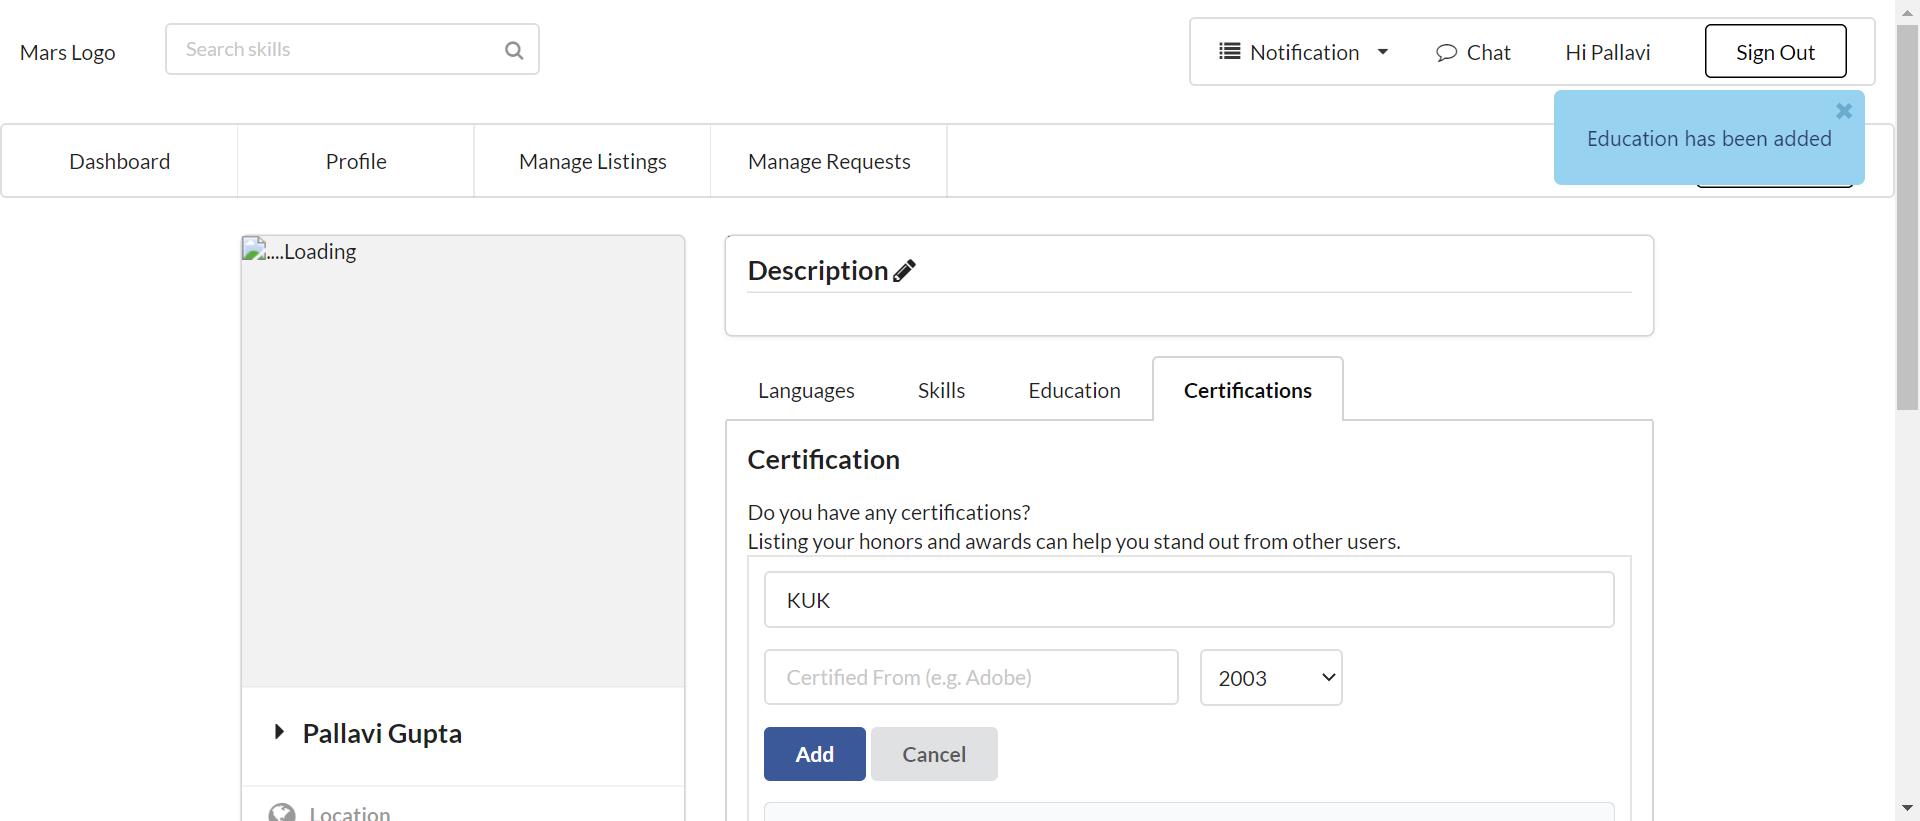 Mars Logo
Search skills
Notification
Chat
Hi Pallavi
Sign Out
Education has been added
Dashboard
Profile
Manage Listings
Manage Requests
....Loading
Description
Languages
Skills
Education
Certifications
Certification
Do you have any certifications?
Listing your honors and awards can help you stand out from other users.
KUK
Certified From (e.g. Adobe)
2003
Add
Cancel
Pallavi Gupta
Location